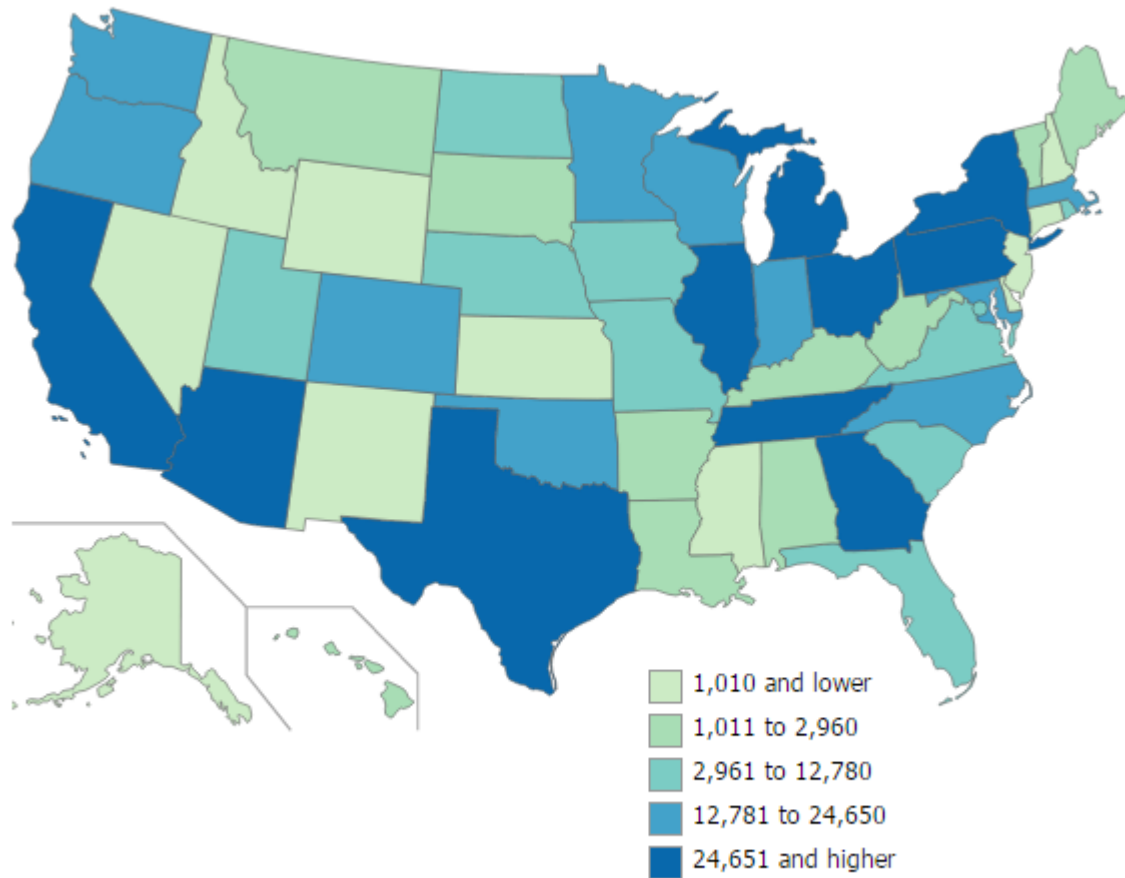 1,010 and lower
1,011 to 2,960
2,961 to 12,780
12,781 to 24,650
24,651 and higher